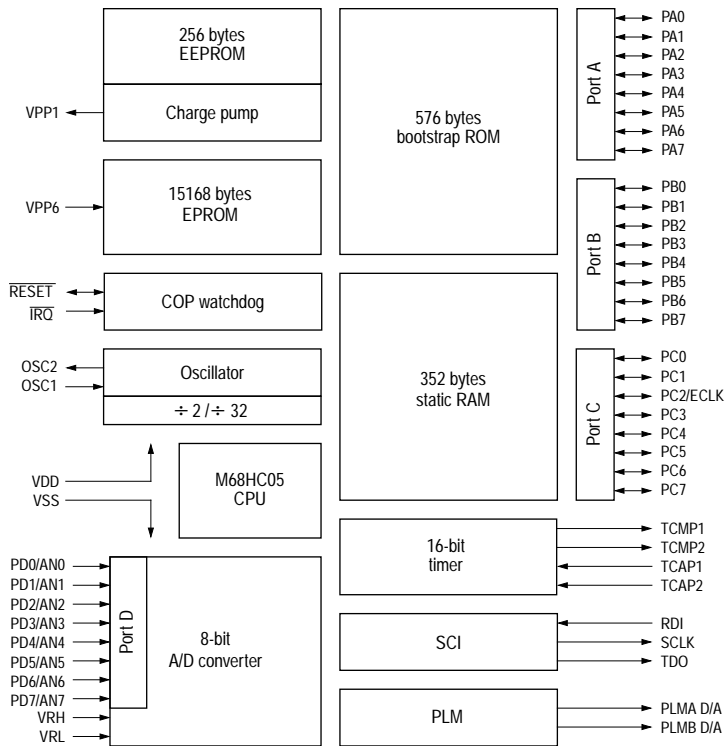 256 bytes
EEPROM
VPP1
Charge pump
VPP6
15168 bytes
EPROM
RESET
IRQ
COP watchdog
OSC2
OSC1
Oscillator
÷ 2 /÷ 32
VDD
VSS
M68HC05
CPU
PD0/AN0
PD1/AN1
PD2/AN2
PD3/AN3
PD4/AN4
PD5/AN5
PD6/AN6
PD7/AN7
VRH
VRL
Port D
8-bit
A/D converter
576 bytes
bootstrap ROM
352 bytes
static RAM
16-bit
timer
SCI
PLM
Port A
PA0
PA1
PA2
PA3
PA4
PA5
PA6
PA7
Port B
PB0
PB1
PB2
PB3
PB4
PB5
PB6
PB7
Port C
PC0
PC1
PC2/ECLK
PC3
PC4
PC5
PC6
PC7
TCMP1
TCMP2
TCAP1
TCAP2
RDI
SCLK
TDO
PLMA D/A
PLMB D/A